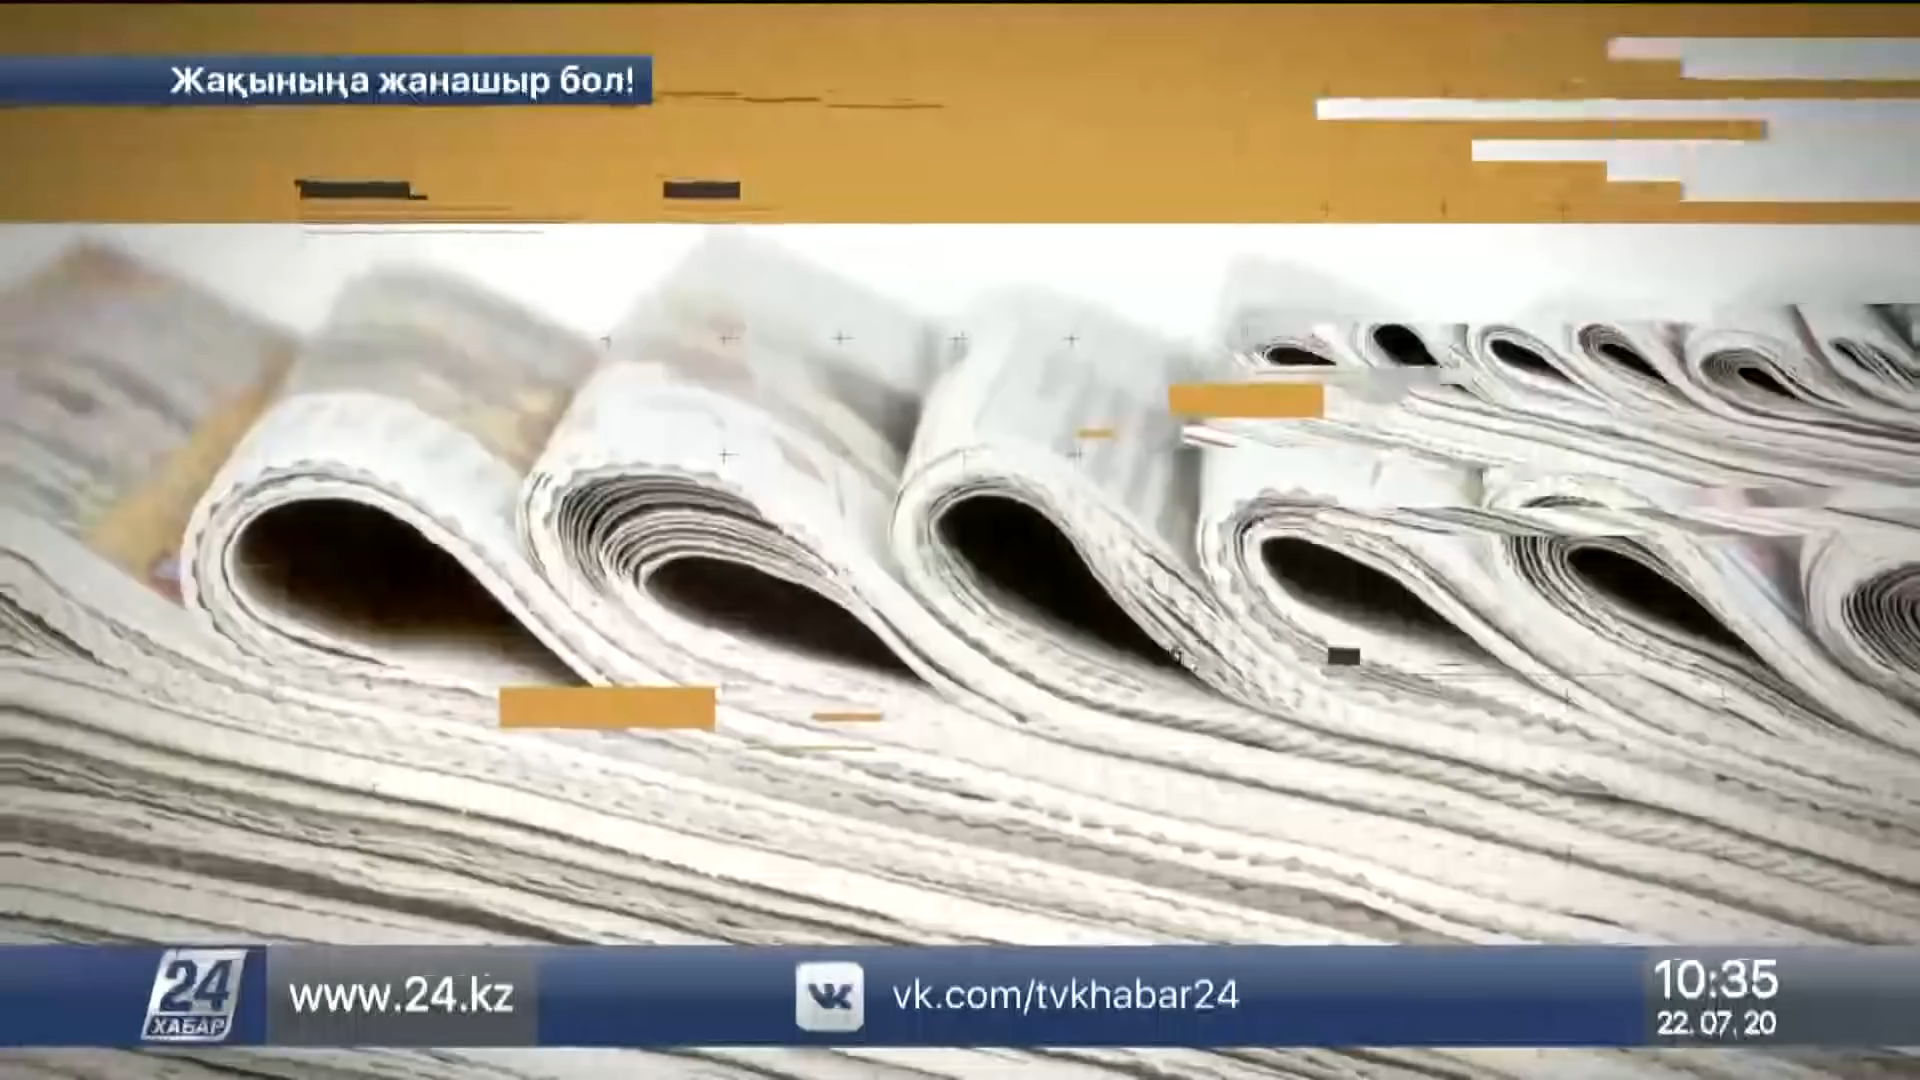 Жақыныңа жанашыр бол!
24
ХАБАР
www.24.kz
vk.com/tvkhabar24
10:35
22. 07. 20